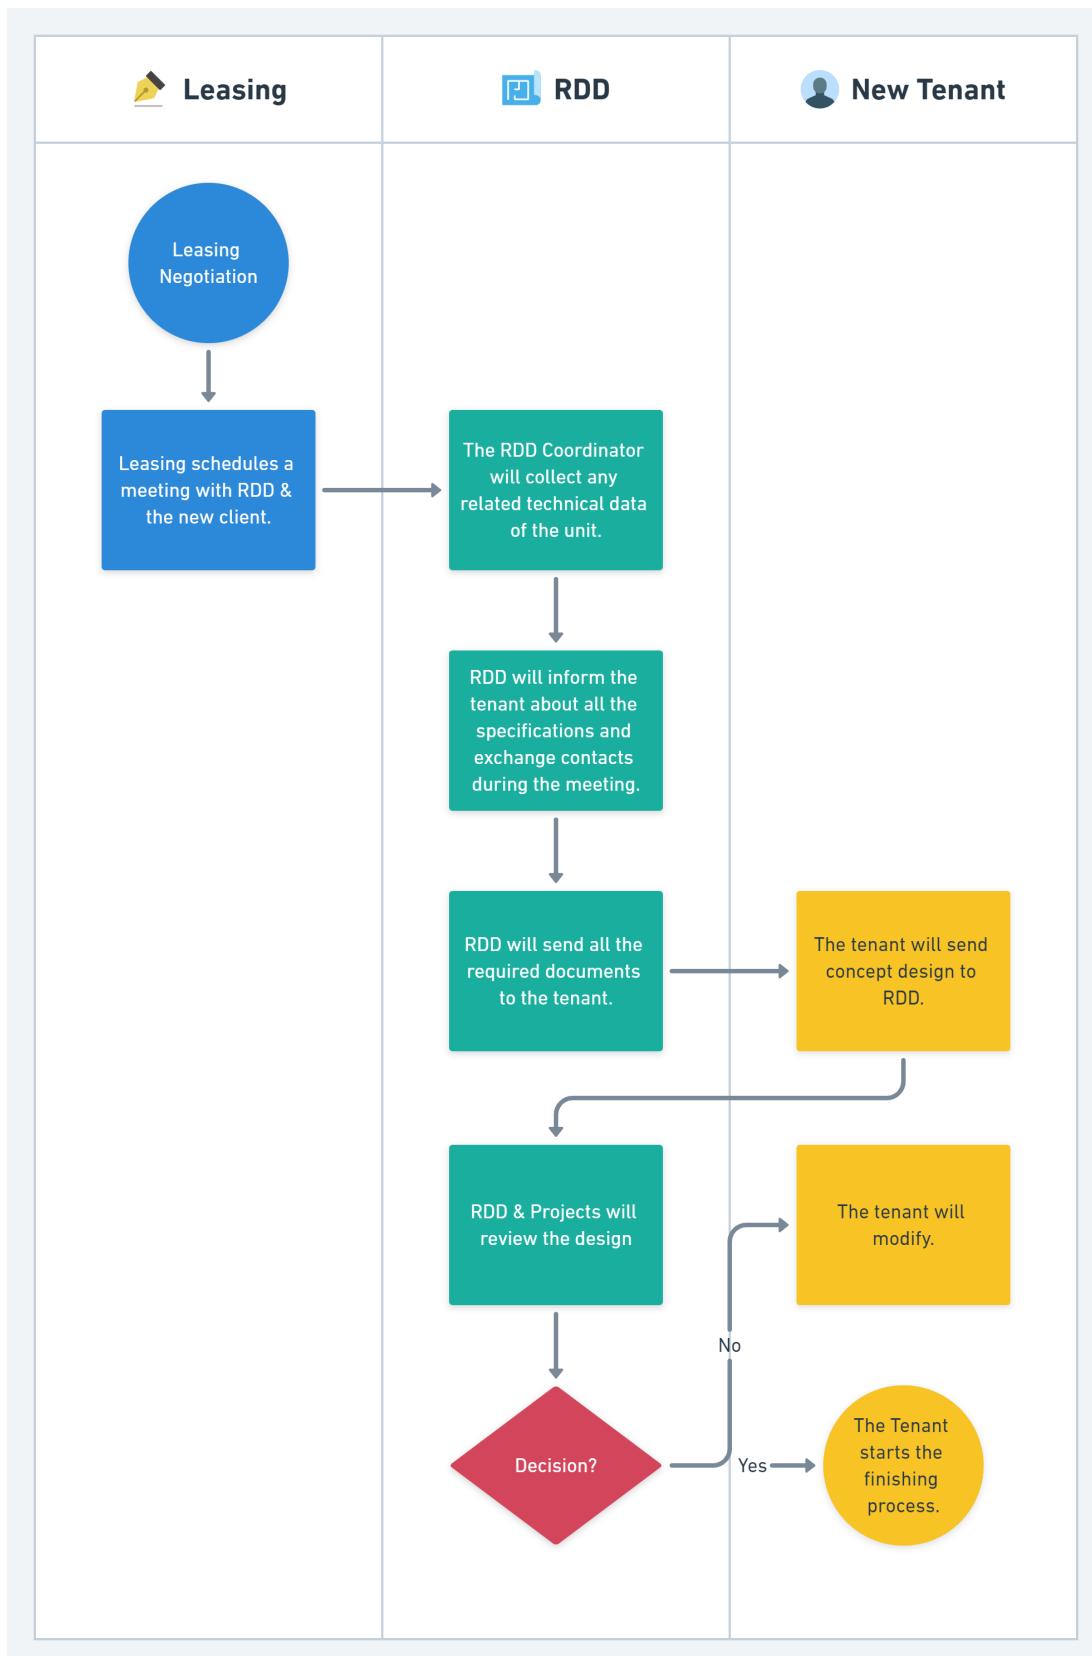 Leasing
RDD
New Tenant
Leasing
Negotiation
Leasing schedules a
meeting with RDD &
the new client.
The RDD Coordinator
will collect any
related technical data
of the unit.
RDD will inform the
tenant about all the
specifications and
exchange contacts
during the meeting.
RDD will send all the
required documents
to the tenant.
The tenant will send
concept design to
RDD.
RDD & Projects will
review the design
The tenant will
modify.
No
Decision?
Yes
The Tenant
starts the
finishing
process.